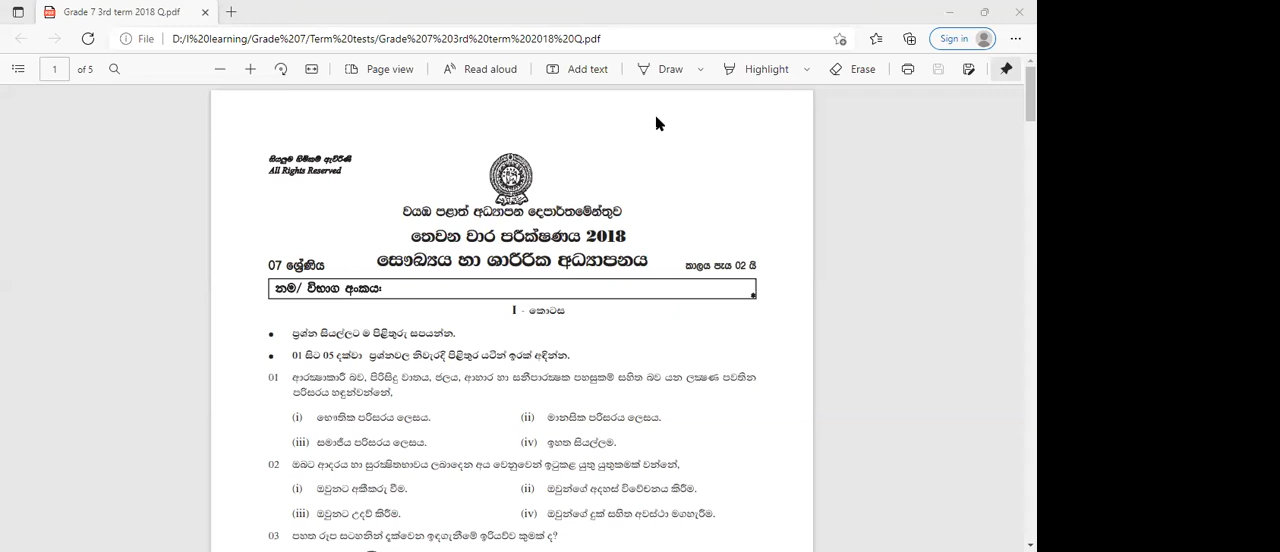 Grade 7 3rd term 2018 Q.pdf
File D:/I%20learning/Grade%207/Term%20tests/Grade%207%203rd%20term%202018%20Q.pdf Sign in
1 of 5 Page view Read aloud Add text Draw Highlight Erase
සියලුම හිමිකම් ඇවිරිණි
All Rights Reserved
වයඹ පළාත් අධ්‍යාපන දෙපාර්තමේන්තුව
තෙවන වාර පරීක්ෂණය 2018
07 ශ්‍රේණිය සෞඛ්‍යය හා ශාරීරික අධ්‍යාපනය කාලය පැය 02 යි
නම/ විභාග අංකය:
I - කොටස
• ප්‍රශ්න සියල්ලට ම පිළිතුරු සපයන්න.
• 01 සිට 05 දක්වා ප්‍රශ්නවල නිවැරදි පිළිතුර යටින් ඉරක් අඳින්න.
01 ආරක්‍ෂාකාරී බව, පිරිසිදු වාතය, ජලය, ආහාර හා සනීපාරක්‍ෂක පහසුකම් සහිත බව යන ලක්‍ෂණ පවතින
පරිසරය හඳුන්වන්නේ,
(i) භෞතික පරිසරය ලෙසය. (ii) මානසික පරිසරය ලෙසය.
(iii) සමාජීය පරිසරය ලෙසය. (iv) ඉහත සියල්ලම.
02 ඔබට ආදරය හා සුරක්‍ෂිතභාවය ලබාදෙන අය වෙනුවෙන් ඉටුකළ යුතු යුතුකමක් වන්නේ,
(i) ඔවුනට අකීකරු වීම. (ii) ඔවුන්ගේ අදහස් විවේචනය කිරීම.
(iii) ඔවුනට උදව් කිරීම. (iv) ඔවුන්ගේ දුක් සහිත අවස්ථා මගහැරීම.
03 පහත රූප සටහනින් දැක්වෙන ඉඳගැනීමේ ඉරියව්ව කුමක් ද?